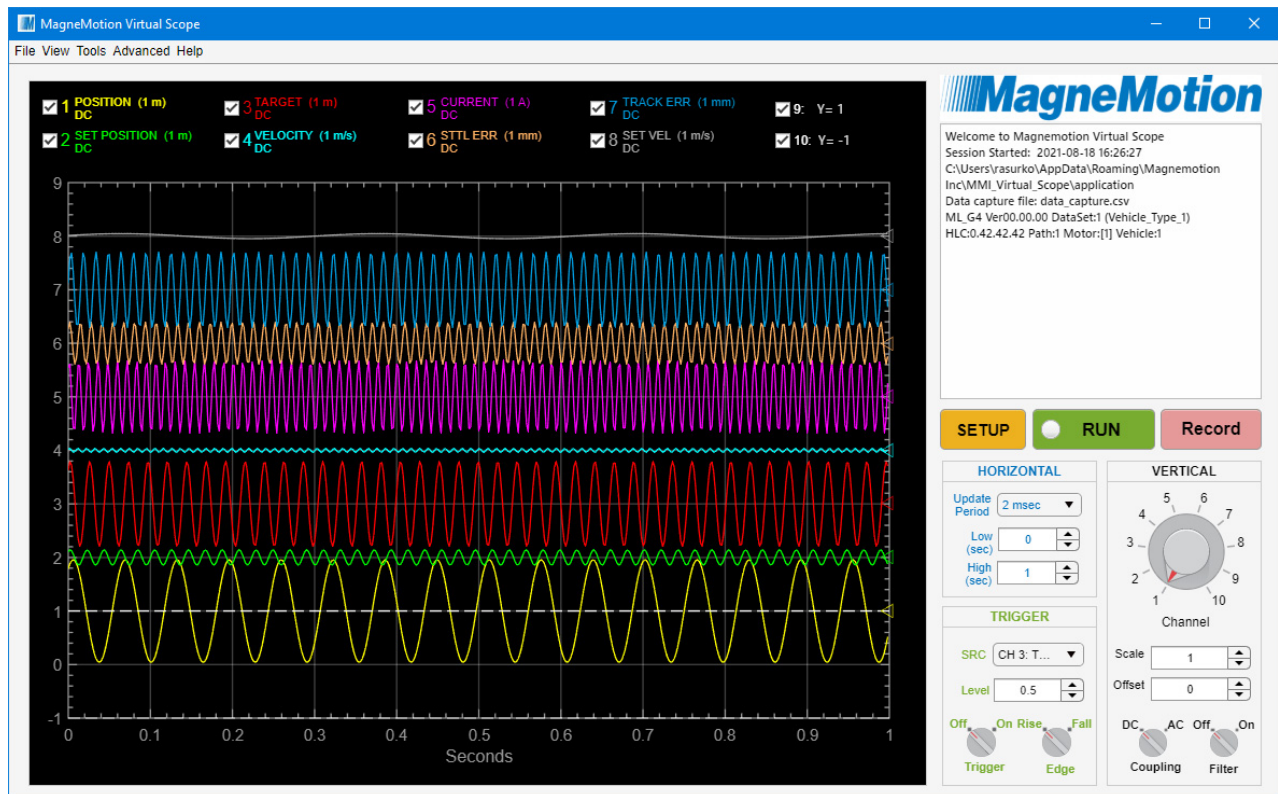 MagneMotion Virtual Scope
File View Tools Advanced Help
1 POSITION (1 m) DC
3 TARGET (1 m) DC
5 CURRENT (1 A) DC
7 TRACK ERR (1 mm) DC
9: Y= 1
2 SET POSITION (1 m) DC
4 VELOCITY (1 m/s) DC
6 STTL ERR (1 mm) DC
8 SET VEL (1 m/s) DC
10: Y= -1
9
8
7
6
5
4
3
2
1
0
-1
0 0.1 0.2 0.3 0.4 0.5 0.6 0.7 0.8 0.9 1
Seconds
MagneMotion
Welcome to Magnemotion Virtual Scope
Session Started: 2021-08-18 16:26:27
C:\Users\rasurko\AppData\Roaming\Magnemotion
Inc\MMI_Virtual_Scope\application
Data capture file: data_capture.csv
ML_G4 Ver00.00.00 DataSet:1 (Vehicle_Type_1)
HLC:0.42.42.42 Path:1 Motor:[1] Vehicle:1
SETUP
RUN
Record
HORIZONTAL
Update Period 2 msec
Low (sec) 0
High (sec) 1
TRIGGER
SRC CH 3: T...
Level 0.5
Off On Rise Fall
Trigger Edge
VERTICAL
1 2 3 4 5 6 7 8 9 10
Channel
Scale 1
Offset 0
DC AC Off On
Coupling Filter